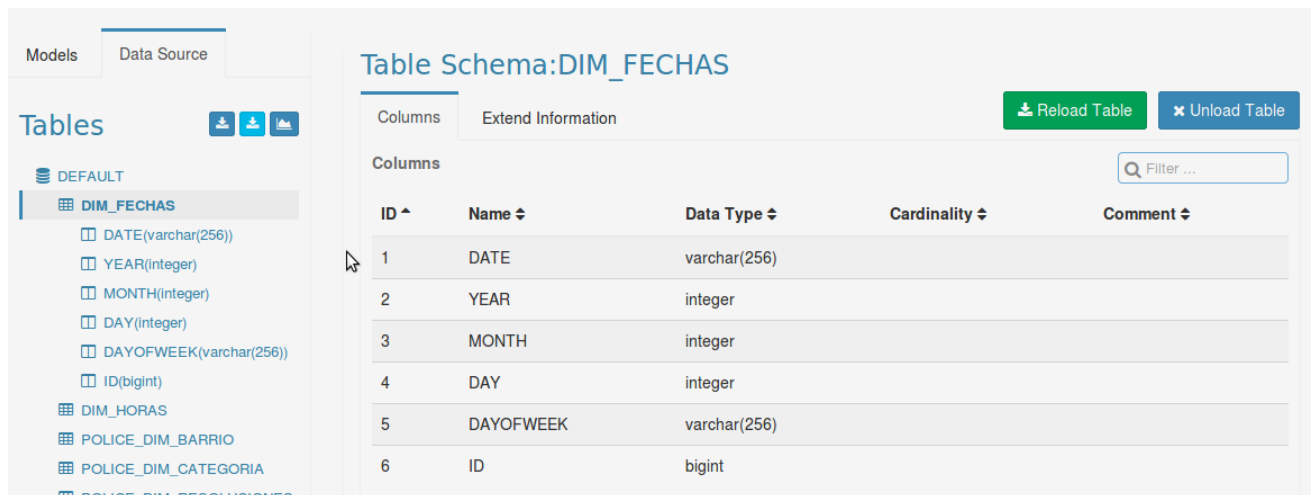 Models Data Source
Tables
DEFAULT
DIM_FECHAS
DATE(varchar(256))
YEAR(integer)
MONTH(integer)
DAY(integer)
DAYOFWEEK(varchar(256))
ID(bigint)
DIM_HORAS
POLICE_DIM_BARRIO
POLICE_DIM_CATEGORIA
POLICE_DIM_RESOLUCIONES
Table Schema:DIM_FECHAS
Columns Extend Information Reload Table Unload Table
Columns Filter ...
ID Name Data Type Cardinality Comment
1 DATE varchar(256)
2 YEAR integer
3 MONTH integer
4 DAY integer
5 DAYOFWEEK varchar(256)
6 ID bigint